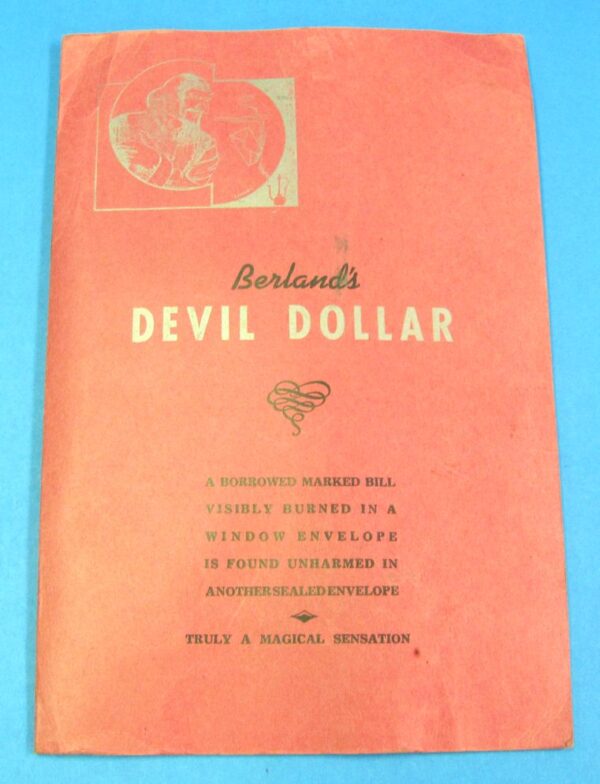 Berland's
DEVIL DOLLAR
A BORROWED MARKED BILL
VISIBLY BURNED IN A
WINDOW ENVELOPE
IS FOUND UNHARMED IN
ANOTHER SEALED ENVELOPE
TRULY A MAGICAL SENSATION